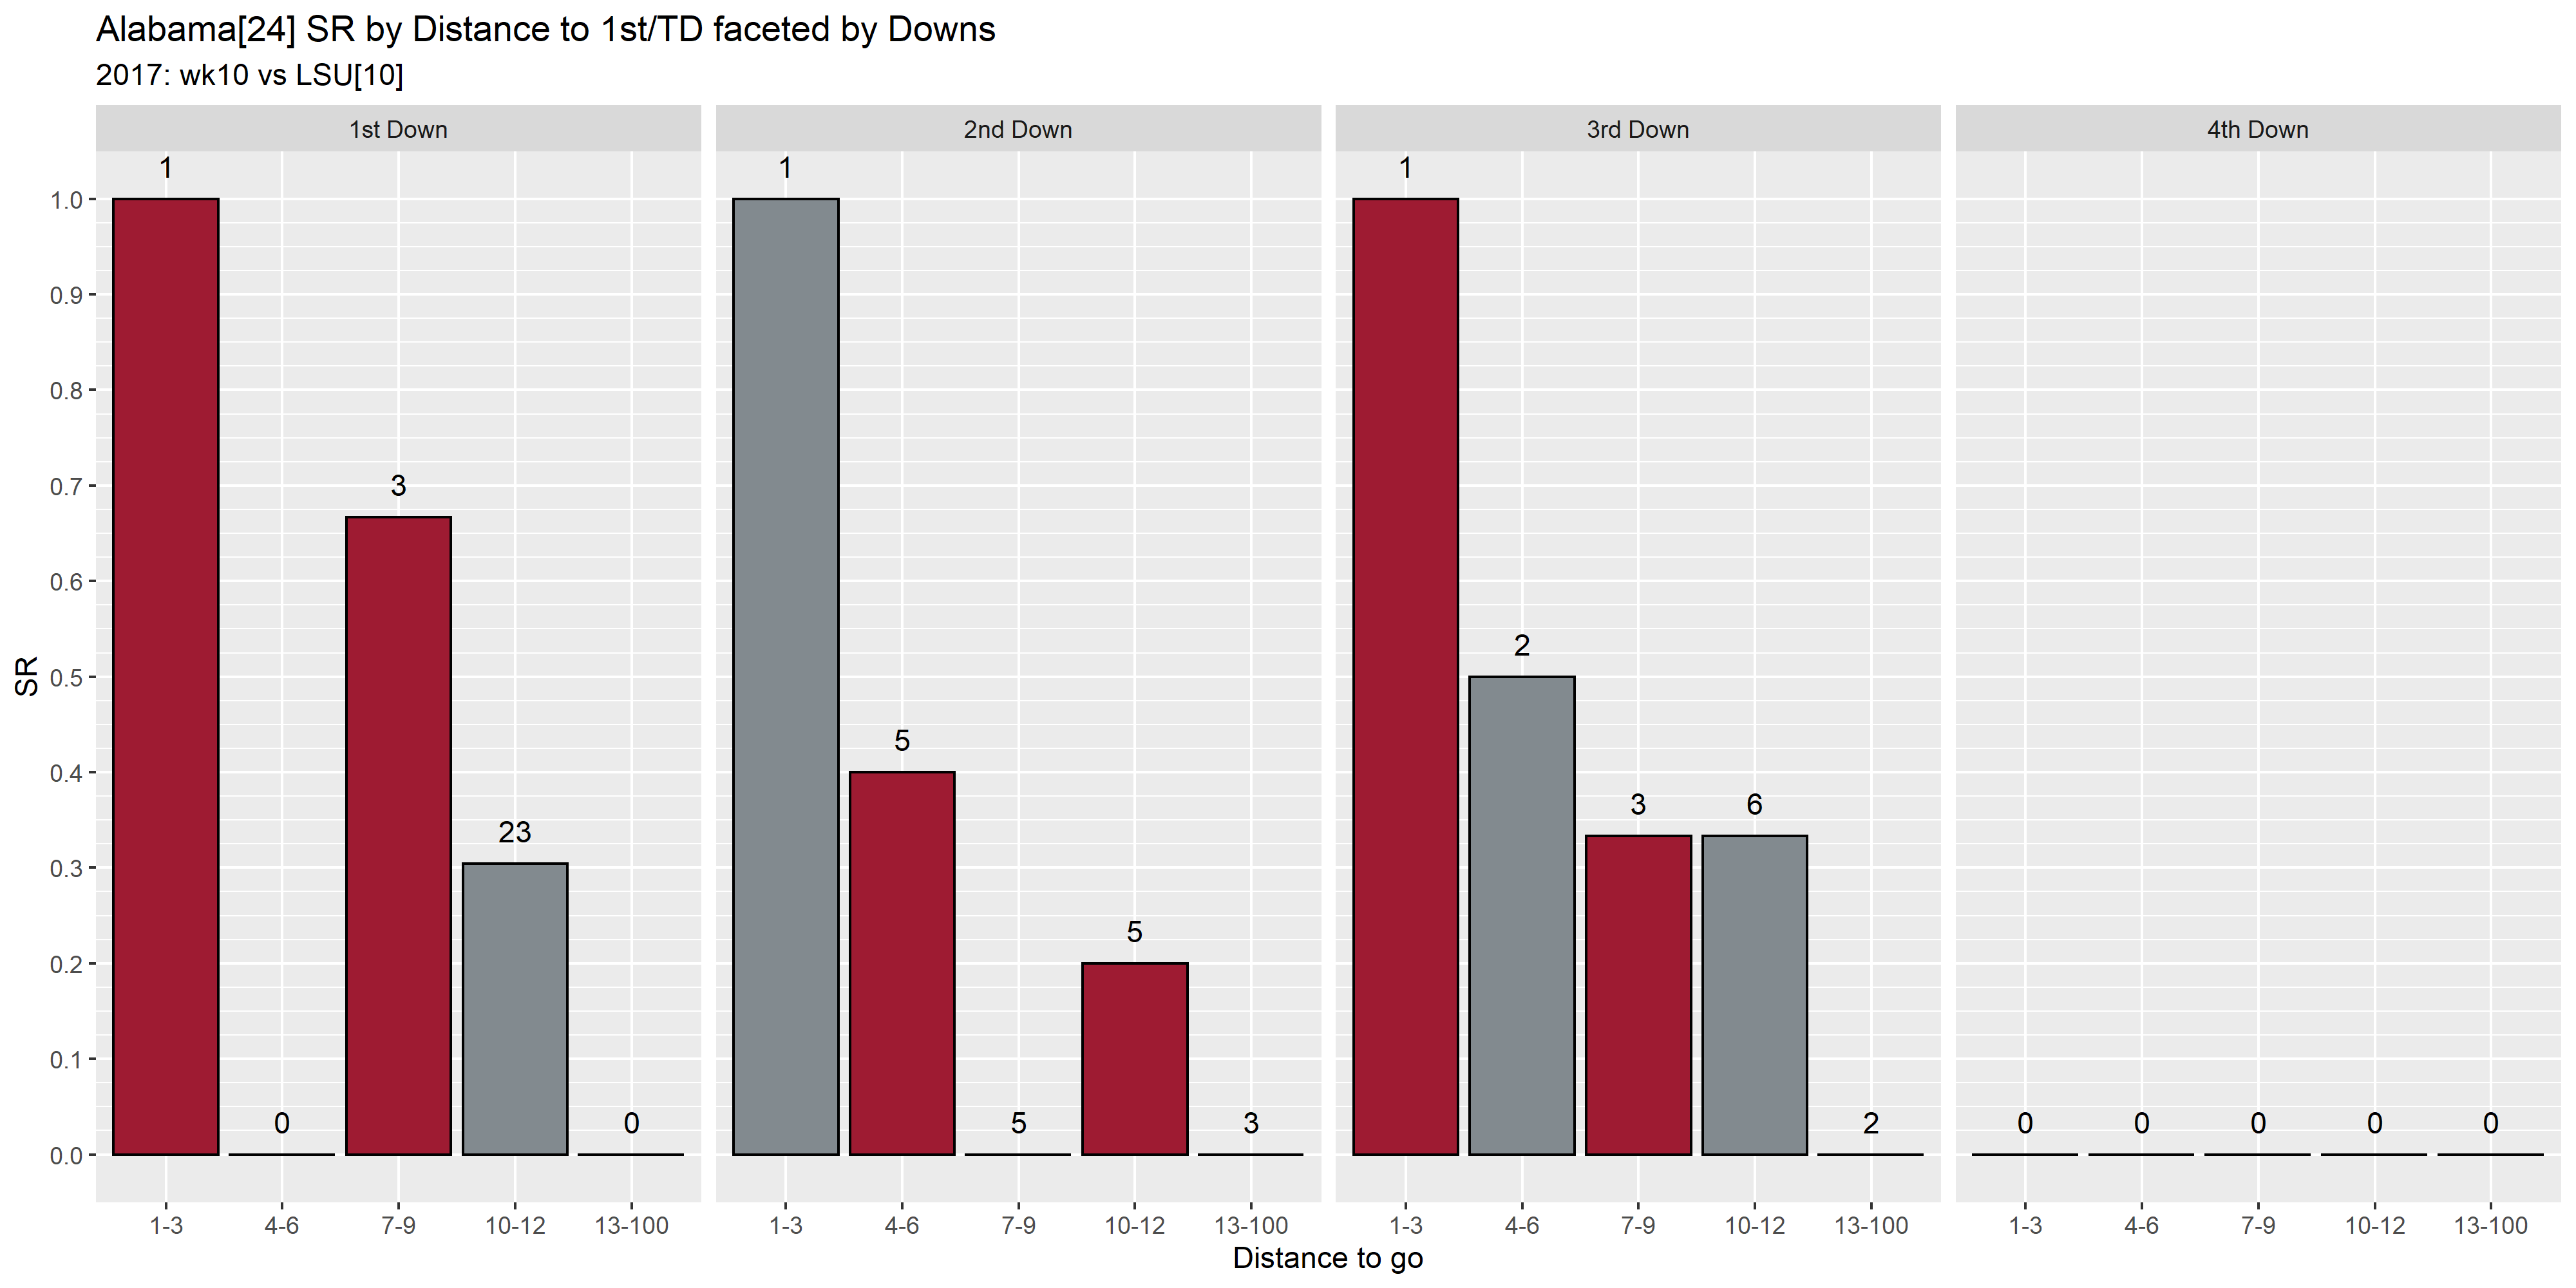 Alabama[24] SR by Distance to 1st/TD faceted by Downs
2017: wk10 vs LSU[10]
1st Down 2nd Down 3rd Down 4th Down
SR
1.0
0.9
0.8
0.7
0.6
0.5
0.4
0.3
0.2
0.1
0.0
1 0 3 23 0
1 5 5 5 3
1 2 3 6 2
0 0 0 0 0
1-3 4-6 7-9 10-12 13-100 1-3 4-6 7-9 10-12 13-100 1-3 4-6 7-9 10-12 13-100 1-3 4-6 7-9 10-12 13-100
Distance to go